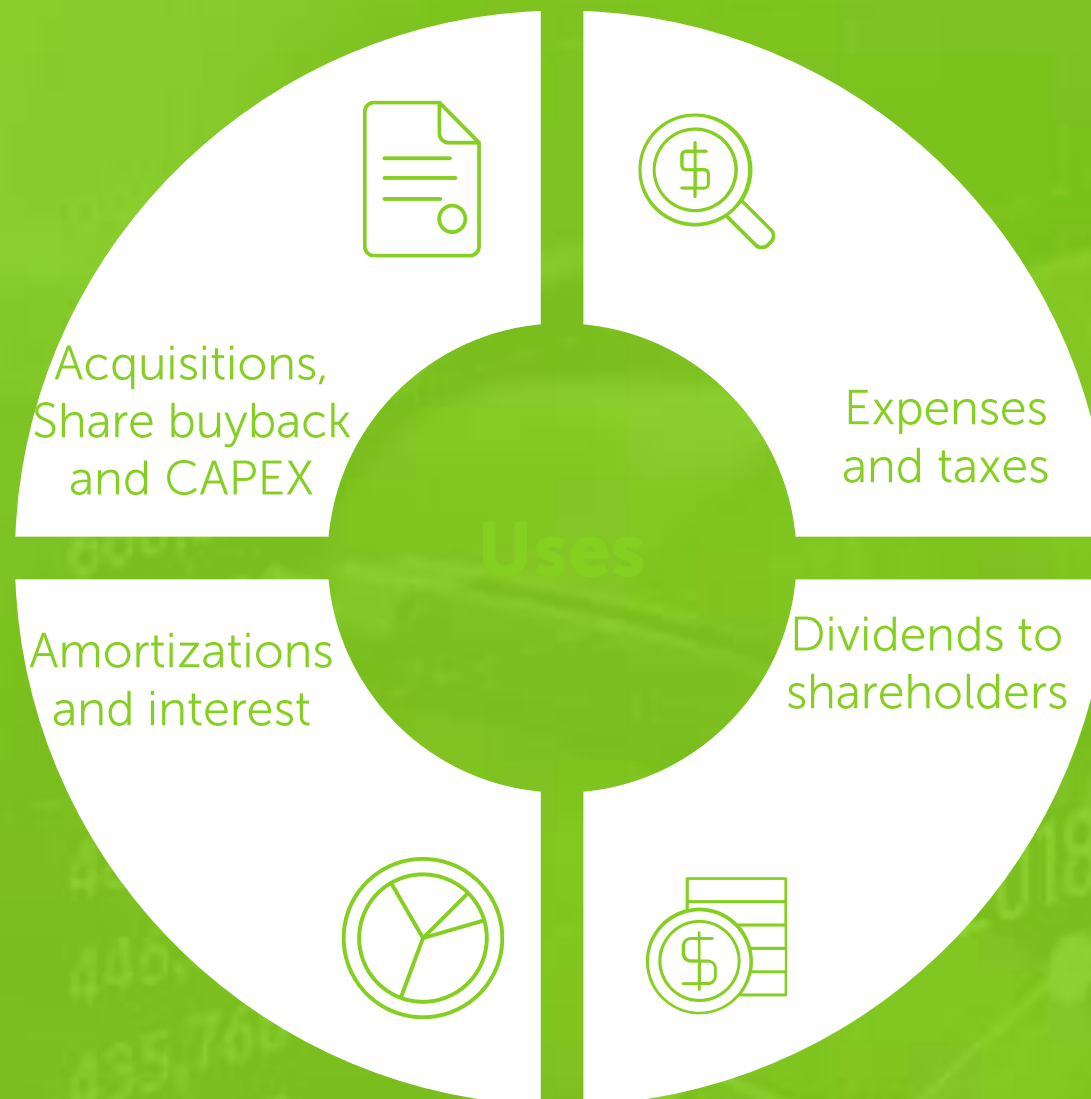 Acquisitions,
Share buyback
and CAPEX
Expenses
and taxes
Uses
Amortizations
and interest
Dividends to
shareholders